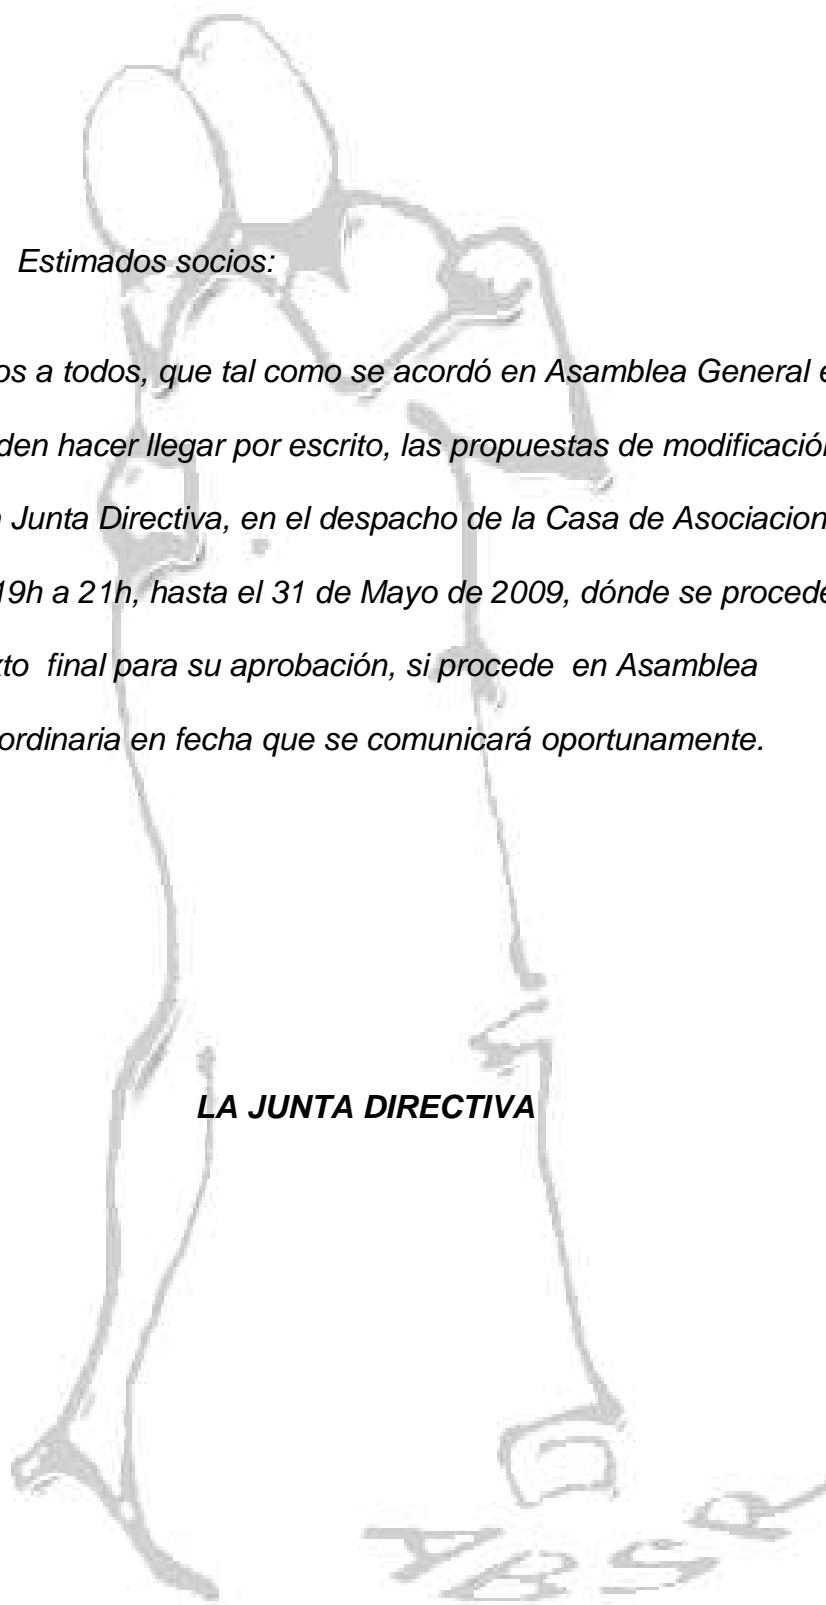 Estimados socios:
os a todos, que tal como se acordó en Asamblea General e
den hacer llegar por escrito, las propuestas de modificación
Junta Directiva, en el despacho de la Casa de Asociacion
19h a 21h, hasta el 31 de Mayo de 2009, dónde se procede
to final para su aprobación, si procede en Asamblea
ordinaria en fecha que se comunicará oportunamente.
LA JUNTA DIRECTIVA